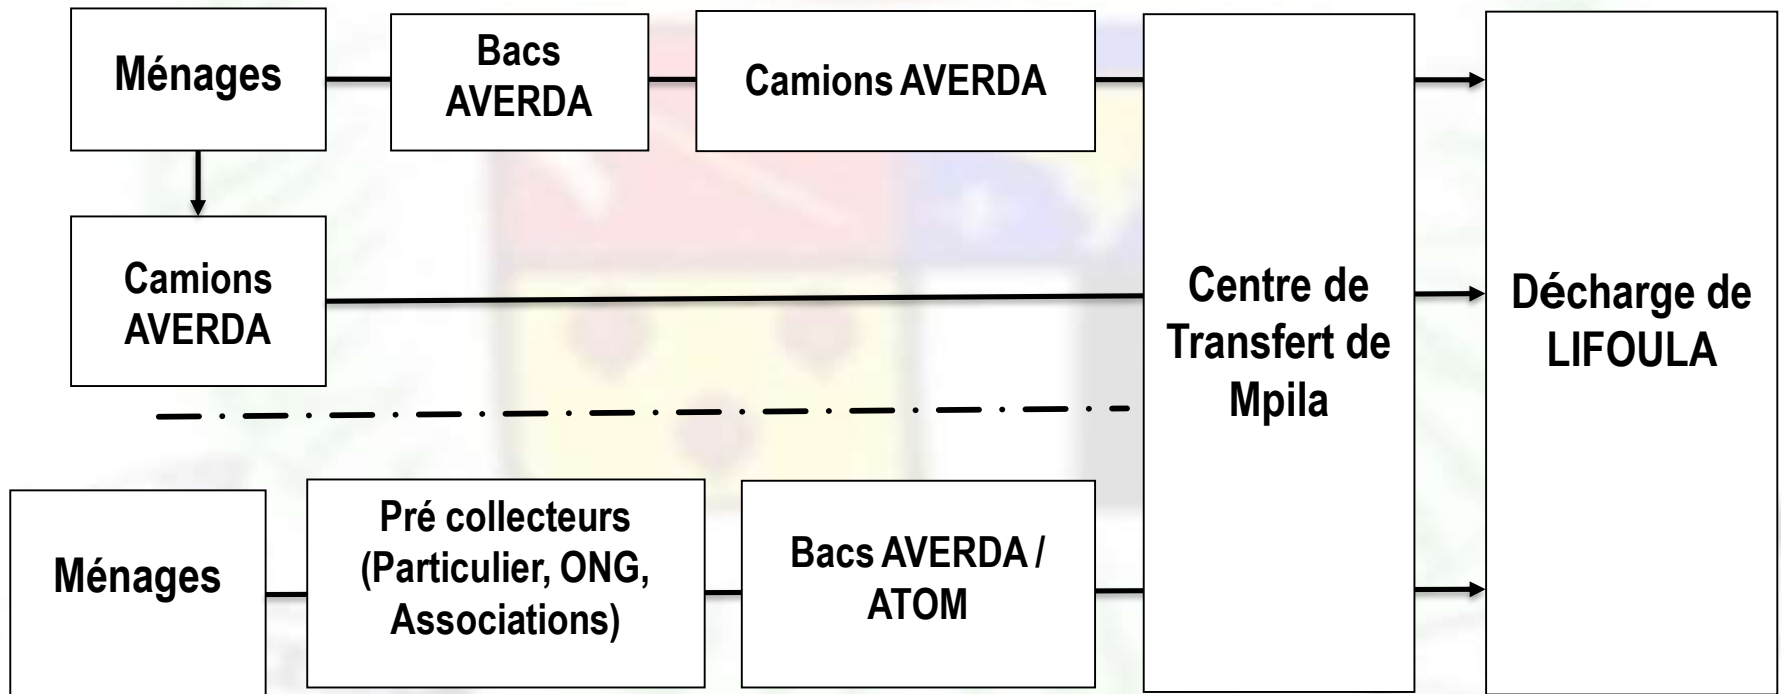 Ménages
Bacs
AVERDA
Camions AVERDA
Camions
AVERDA
Centre de
Transfert de
Mpila
Décharge de
LIFOULA
Ménages
Pré collecteurs
(Particulier, ONG,
Associations)
Bacs AVERDA /
ATOM